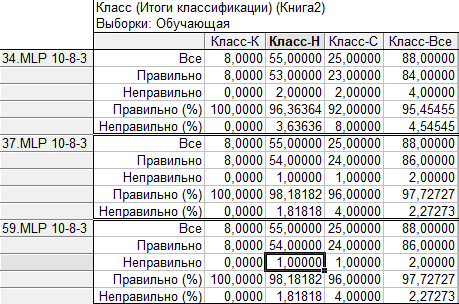 Класс (Итоги классификации) (Книга2)
Выборки: Обучающая
Класс-К Класс-Н Класс-С Класс-Все
34.MLP 10-8-3 Все 8,0000 55,00000 25,00000 88,00000
Правильно 8,0000 53,00000 23,00000 84,00000
Неправильно 0,0000 2,00000 2,00000 4,00000
Правильно (%) 100,0000 96,36364 92,00000 95,45455
Неправильно (%) 0,0000 3,63636 8,00000 4,54545
37.MLP 10-8-3 Все 8,0000 55,00000 25,00000 88,00000
Правильно 8,0000 54,00000 24,00000 86,00000
Неправильно 0,0000 1,00000 1,00000 2,00000
Правильно (%) 100,0000 98,18182 96,00000 97,72727
Неправильно (%) 0,0000 1,81818 4,00000 2,27273
59.MLP 10-8-3 Все 8,0000 55,00000 25,00000 88,00000
Правильно 8,0000 54,00000 24,00000 86,00000
Неправильно 0,0000 1,00000 1,00000 2,00000
Правильно (%) 100,0000 98,18182 96,00000 97,72727
Неправильно (%) 0,0000 1,81818 4,00000 2,27273